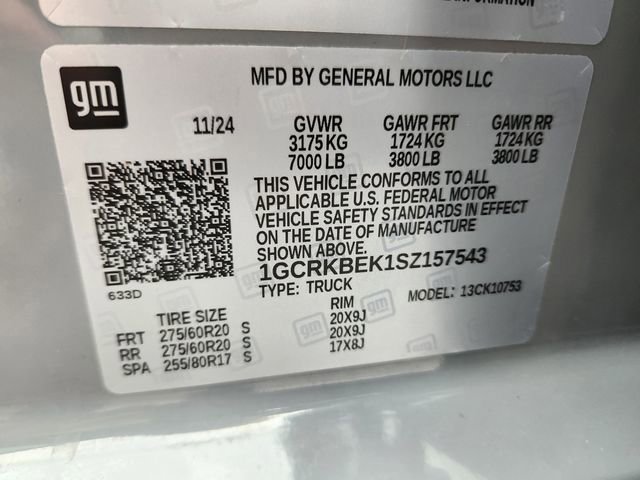 gm
MFD BY GENERAL MOTORS LLC
11/24 GVWR GAWR FRT GAWR RR
3175 KG 1724 KG 1724 KG
7000 LB 3800 LB 3800 LB
THIS VEHICLE CONFORMS TO ALL
APPLICABLE U.S. FEDERAL MOTOR
VEHICLE SAFETY STANDARDS IN EFFECT
ON THE DATE OF MANUFACTURE
SHOWN ABOVE.
1GCRKBEK1SZ157543
633D
TYPE: TRUCK MODEL: 13CK10753
TIRE SIZE RIM
FRT 275/60R20 S 20X9J
RR 275/60R20 S 20X9J
SPA 255/80R17 S 17X8J